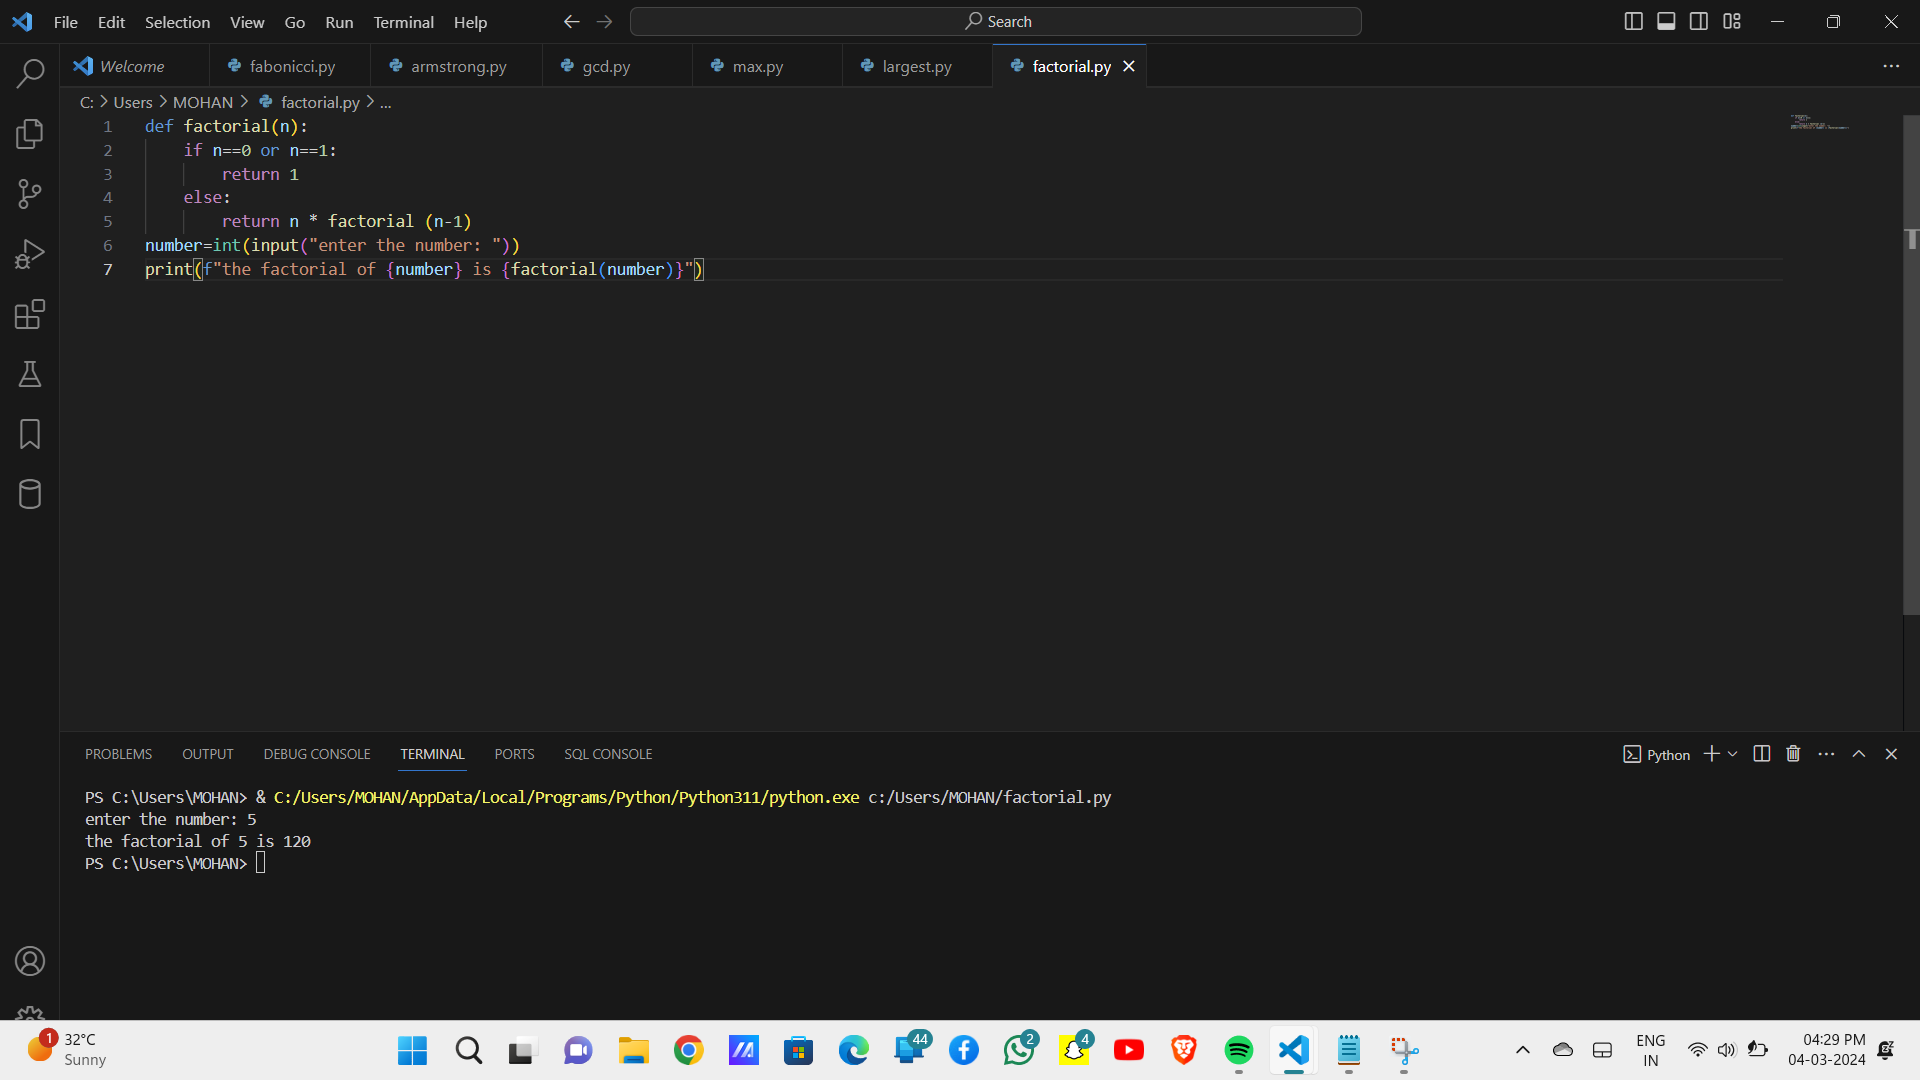 File Edit Selection View Go Run Terminal Help Search
Welcome fabonicci.py armstrong.py gcd.py max.py largest.py factorial.py
C: > Users > MOHAN > factorial.py > ...
1 def factorial(n):
2 if n==0 or n==1:
3 return 1
4 else:
5 return n * factorial (n-1)
6 number=int(input("enter the number: "))
7 print(f"the factorial of {number} is {factorial(number)}")
PROBLEMS OUTPUT DEBUG CONSOLE TERMINAL PORTS SQL CONSOLE Python
PS C:\Users\MOHAN> & C:/Users/MOHAN/AppData/Local/Programs/Python/Python311/python.exe c:/Users/MOHAN/factorial.py
enter the number: 5
the factorial of 5 is 120
PS C:\Users\MOHAN>
1 32°C 44 2 4 ENG 04:29 PM
Sunny IN 04-03-2024